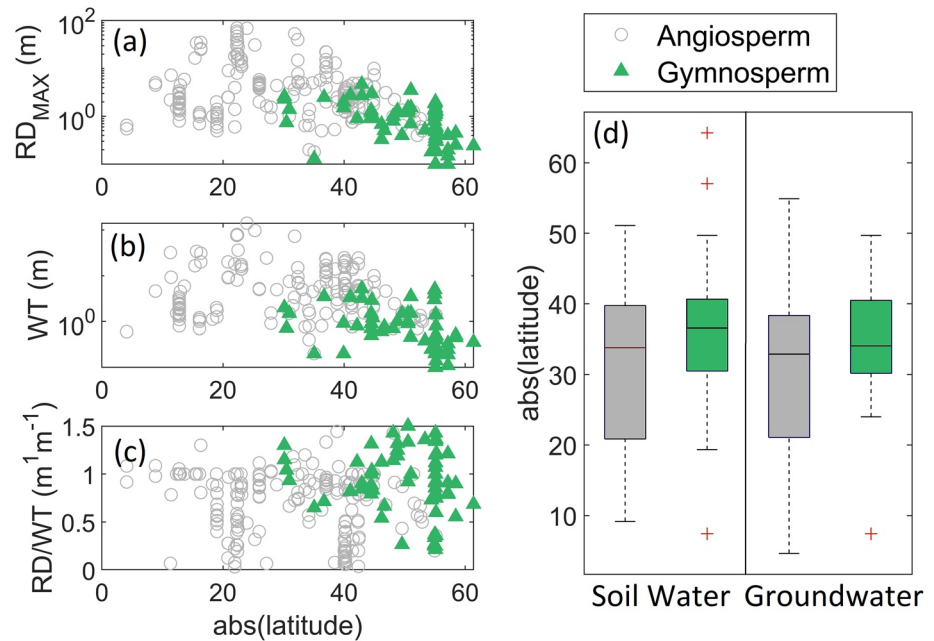 (a)
RD_MAX (m)
10²
10⁰
0
20
40
60
(b)
WT (m)
10⁰
0
20
40
60
(c)
RD/WT (m¹m⁻¹)
1.5
1
0.5
0
0
20
40
60
abs(latitude)
Angiosperm
Gymnosperm
(d)
abs(latitude)
60
50
40
30
20
10
Soil Water
Groundwater